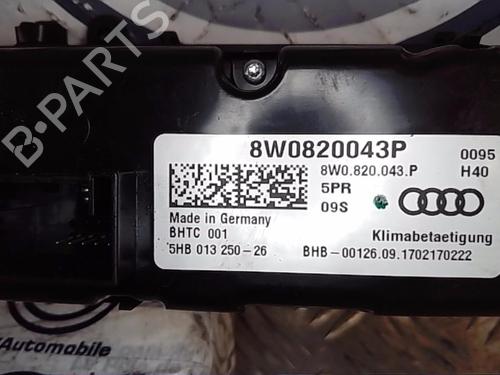 B-PARTS
8W0820043P
0095
8W0.820.043.P
H40
5PR
09S
Made in Germany
BHTC 001
Klimabetaetigung
5HB 013 250-26
BHB-00126.09.1702170222
Automobile